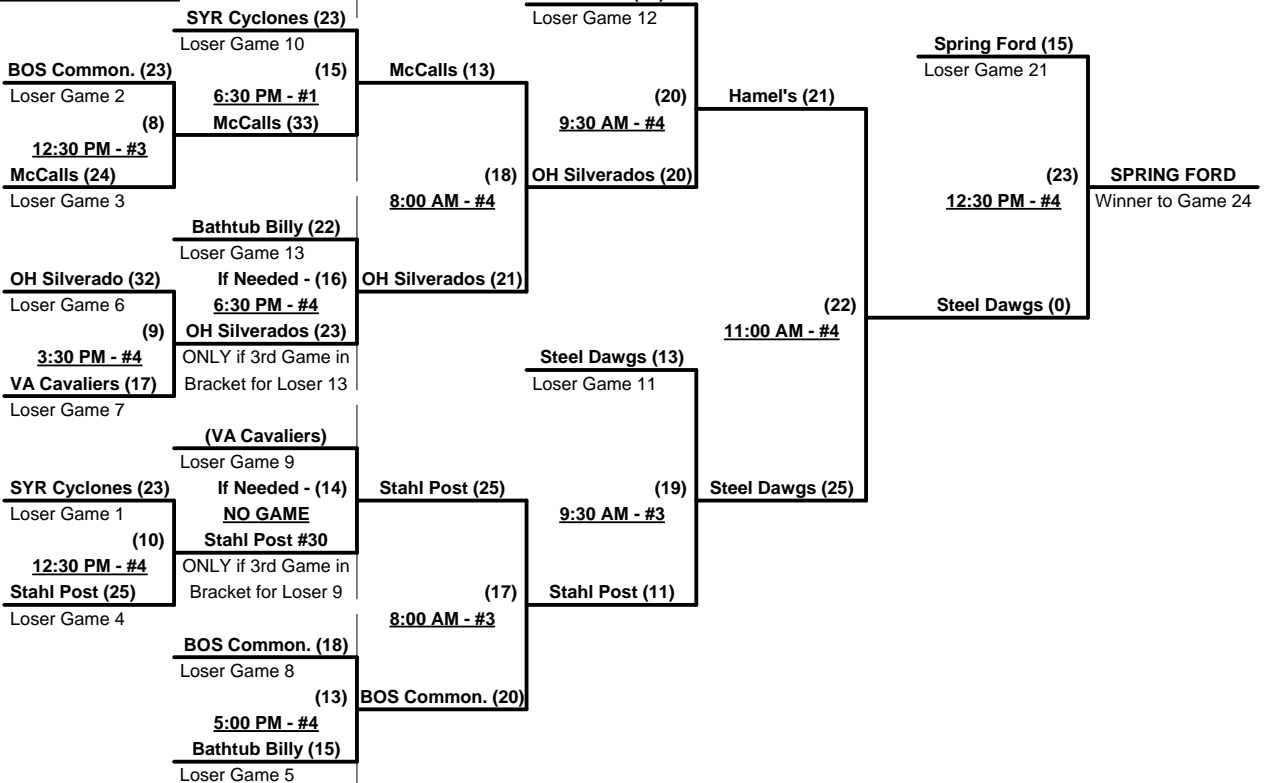 SYR Cyclones (23)
Loser Game 12
Loser Game 10
Spring Ford (15)
BOS Common. (23)
(15)
McCalls (13)
Loser Game 21
Loser Game 2
6:30 PM - #1
(20)
Hamel's (21)
(8)
McCalls (33)
9:30 AM - #4
12:30 PM - #3
McCalls (24)
(18)
OH Silverados (20)
(23)
SPRING FORD
Loser Game 3
8:00 AM - #4
12:30 PM - #4
Winner to Game 24
Bathtub Billy (22)
Loser Game 13
OH Silverado (32)
If Needed - (16)
OH Silverados (21)
Loser Game 6
6:30 PM - #4
(22)
Steel Dawgs (0)
(9)
OH Silverados (23)
11:00 AM - #4
3:30 PM - #4
ONLY if 3rd Game in
Steel Dawgs (13)
VA Cavaliers (17)
Bracket for Loser 13
Loser Game 11
Loser Game 7
(VA Cavaliers)
Loser Game 9
SYR Cyclones (23)
If Needed - (14)
Stahl Post (25)
(19)
Steel Dawgs (25)
Loser Game 1
NO GAME
9:30 AM - #3
(10)
Stahl Post #30
12:30 PM - #4
ONLY if 3rd Game in
Stahl Post (25)
Bracket for Loser 9
(17)
Stahl Post (11)
Loser Game 4
8:00 AM - #3
BOS Common. (18)
Loser Game 8
(13)
BOS Common. (20)
5:00 PM - #4
Bathtub Billy (15)
Loser Game 5